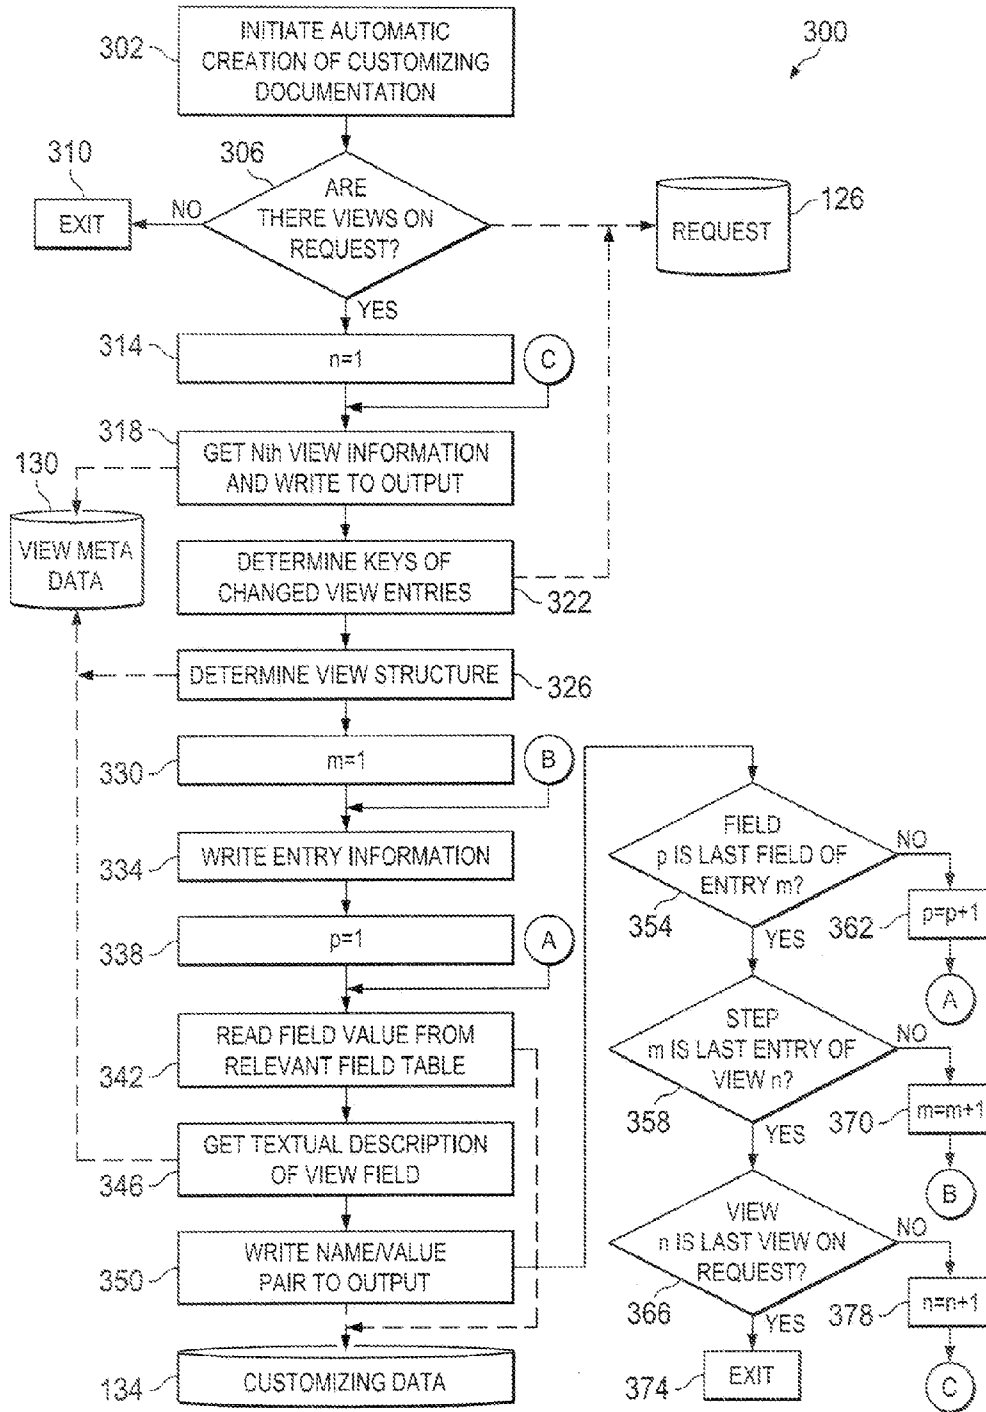 302
INITIATE AUTOMATIC
CREATION OF CUSTOMIZING
DOCUMENTATION
300
310
EXIT
NO
306
ARE
THERE VIEWS ON
REQUEST?
REQUEST
126
YES
314
n=1
C
318
GET Nth VIEW INFORMATION
AND WRITE TO OUTPUT
130
VIEW META
DATA
DETERMINE KEYS OF
CHANGED VIEW ENTRIES
322
DETERMINE VIEW STRUCTURE
326
330
m=1
B
334
WRITE ENTRY INFORMATION
338
p=1
A
342
READ FIELD VALUE FROM
RELEVANT FIELD TABLE
346
GET TEXTUAL DESCRIPTION
OF VIEW FIELD
350
WRITE NAME/VALUE
PAIR TO OUTPUT
134
CUSTOMIZING DATA
FIELD
p IS LAST FIELD OF
ENTRY m?
NO
354
YES
362
p=p+1
A
STEP
m IS LAST ENTRY OF
VIEW n?
NO
358
YES
370
m=m+1
B
VIEW
n IS LAST VIEW ON
REQUEST?
NO
366
YES
378
n=n+1
C
374
EXIT